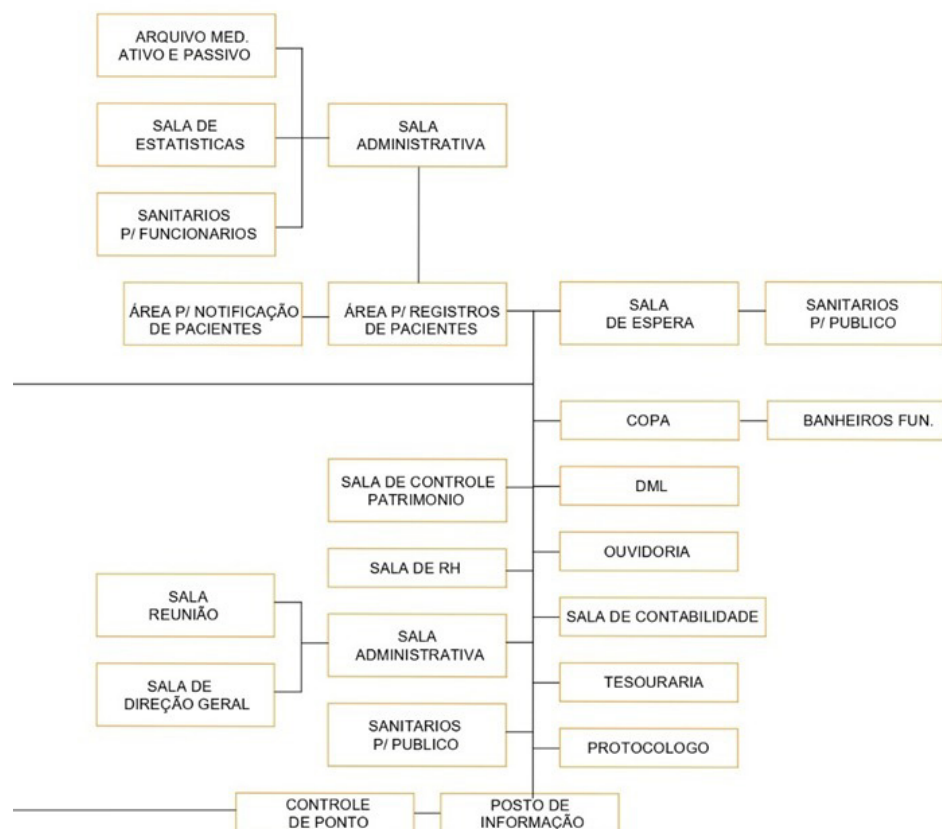 ARQUIVO MED.
ATIVO E PASSIVO
SALA DE
ESTATISTICAS
SALA
ADMINISTRATIVA
SANITARIOS
P/ FUNCIONARIOS
ÁREA P/ NOTIFICAÇÃO
DE PACIENTES
ÁREA P/ REGISTROS
DE PACIENTES
SALA
DE ESPERA
SANITARIOS
P/ PUBLICO
COPA
BANHEIROS FUN.
SALA DE CONTROLE
PATRIMONIO
DML
OUVIDORIA
SALA DE RH
SALA
REUNIÃO
SALA DE CONTABILIDADE
SALA
ADMINISTRATIVA
SALA DE
DIREÇÃO GERAL
TESOURARIA
SANITARIOS
P/ PUBLICO
PROTOCOLOGO
CONTROLE
DE PONTO
POSTO DE
INFORMAÇÃO